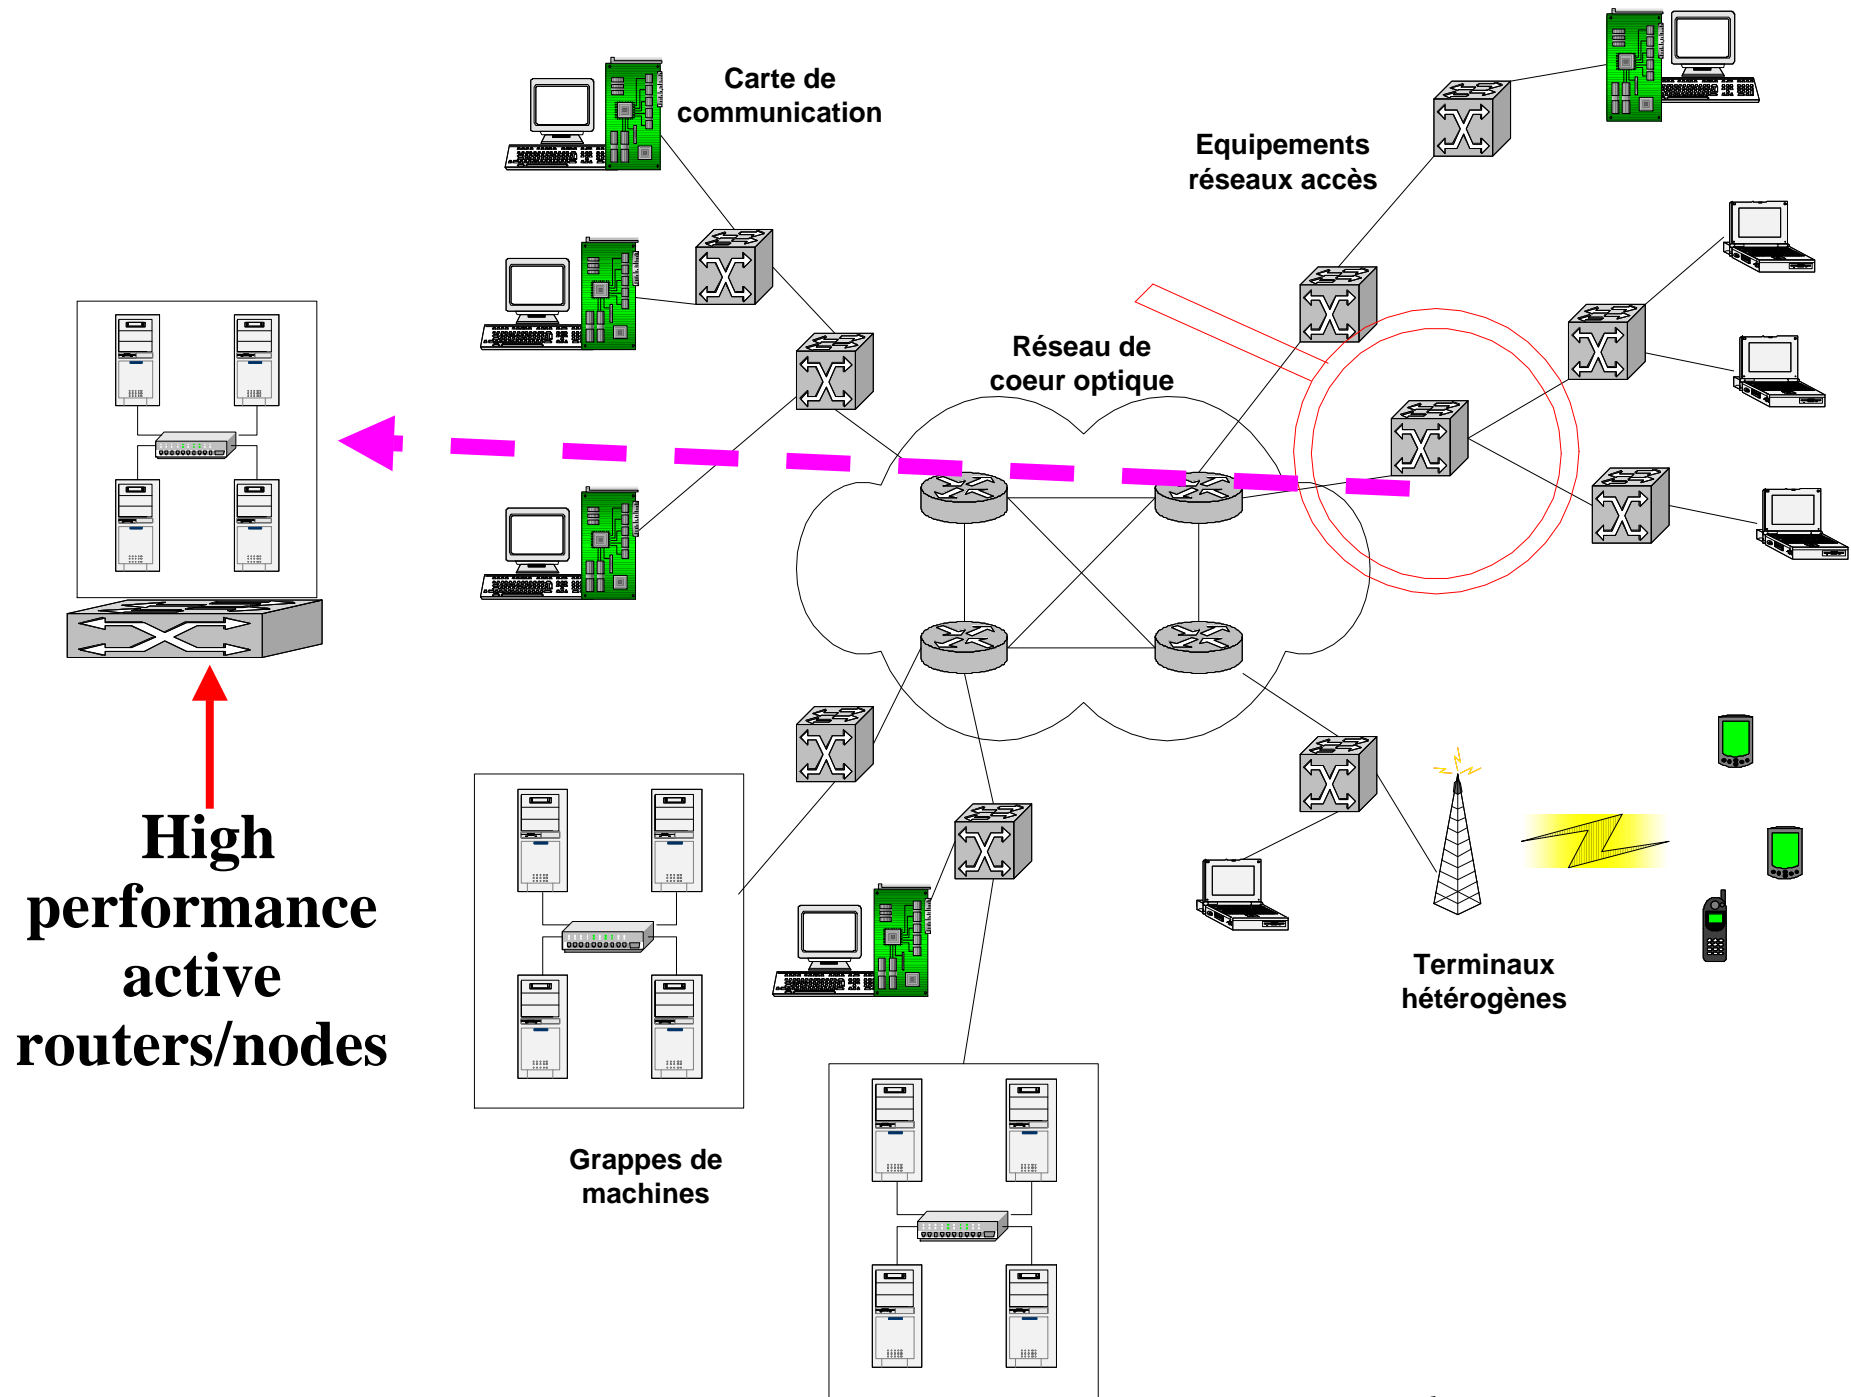 Carte de
communication
Equipements
réseaux accès
Réseau de
coeur optique
High
performance
active
routers/nodes
Terminaux
hétérogènes
Grappes de
machines